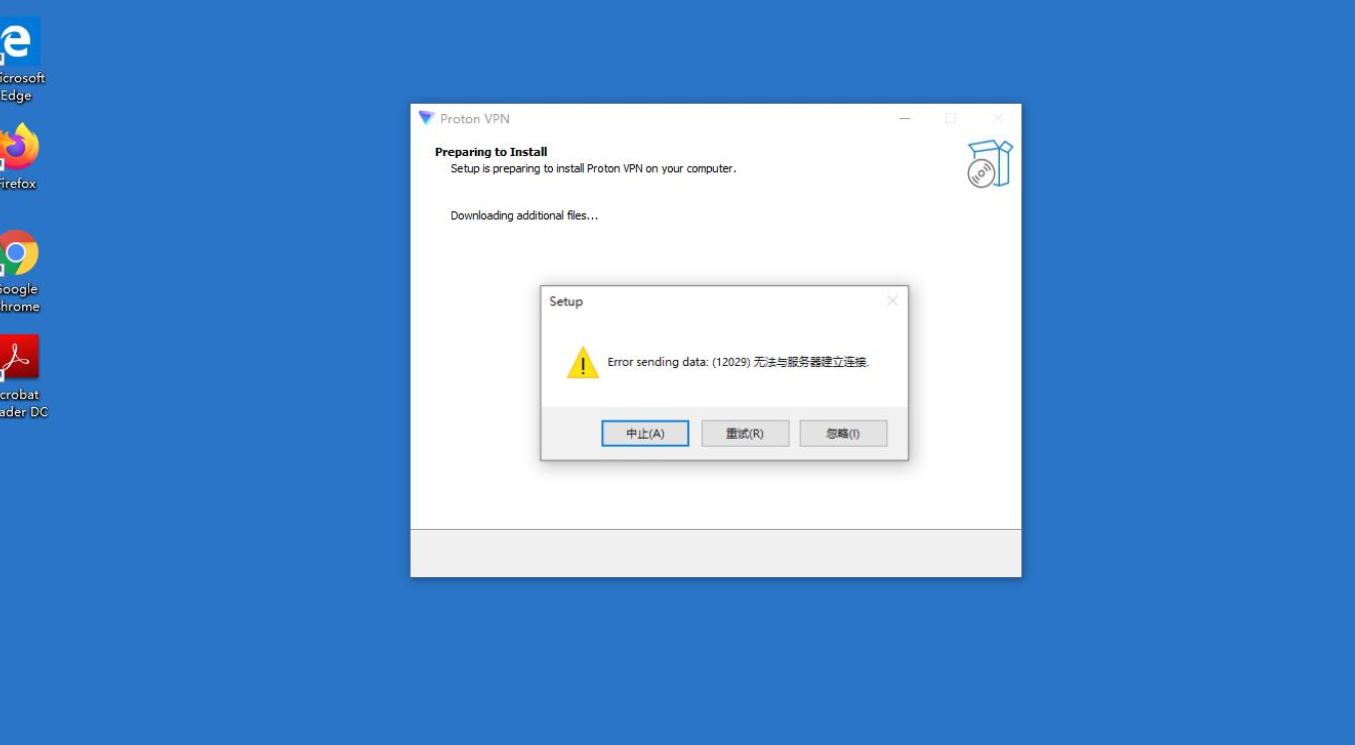 Edge
Proton VPN
Preparing to Install
Setup is preparing to install Proton VPN on your computer.
Downloading additional files...
Setup
Error sending data: (12029) 无法与服务器建立连接.
中止(A)
重试(R)
忽略(I)
icrosoft
irefox
oogle
hrome
crobat
ader DC